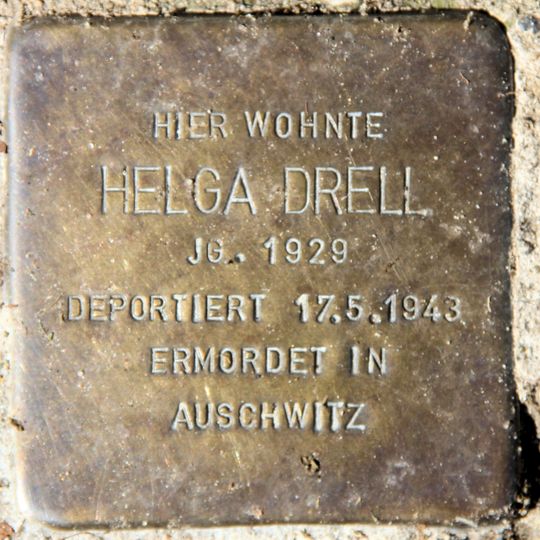 HIER WOHNTE
HELGA DRELL
JG. 1929
DEPORTIERT 17.5.1943
ERMORDET IN
AUSCHWITZ